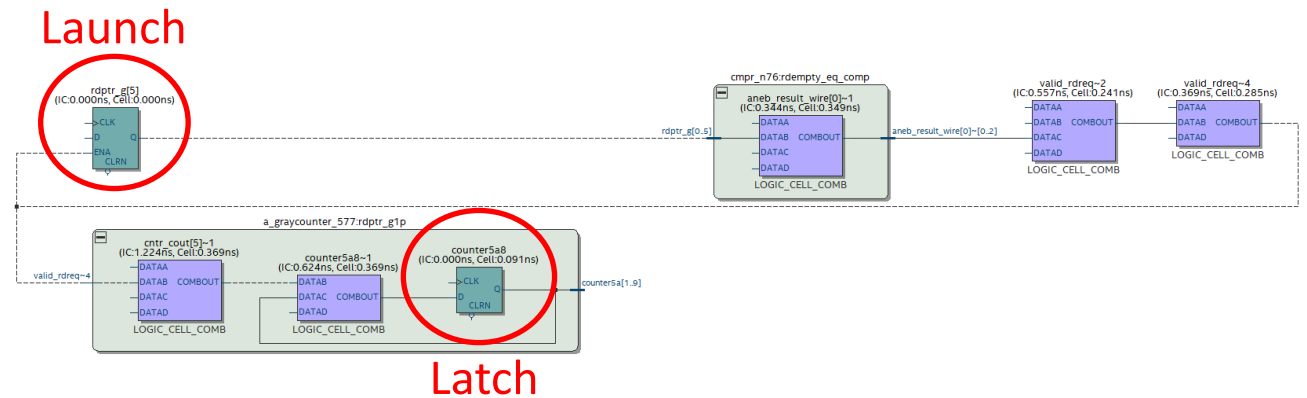 Launch
rdptr_g[5]
(IC:0.000ns, Cell:0.000ns)
CLK
D Q
ENA
CLRN
rdptr_g[0..5]
cmpr_n76:rdempty_eq_comp
aneb_result_wire[0]~1
(IC:0.344ns, Cell:0.349ns)
DATAA
DATAB COMBOUT
DATAC
DATAD
LOGIC_CELL_COMB
aneb_result_wire[0]~[0..2]
valid_rdreq~2
(IC:0.557ns, Cell:0.241ns)
DATAA
DATAB COMBOUT
DATAC
DATAD
LOGIC_CELL_COMB
valid_rdreq~4
(IC:0.369ns, Cell:0.285ns)
DATAA
DATAB COMBOUT
DATAD
LOGIC_CELL_COMB
a_graycounter_577:rdptr_g1p
valid_rdreq~4
cntr_cout[5]~1
(IC:1.224ns, Cell:0.369ns)
DATAA
DATAB COMBOUT
DATAC
DATAD
LOGIC_CELL_COMB
counter5a8~1
(IC:0.624ns, Cell:0.369ns)
DATAB
DATAC COMBOUT
DATAD
LOGIC_CELL_COMB
counter5a8
(IC:0.000ns, Cell:0.091ns)
CLK
Q
D
CLRN
counter5a[1..9]
Latch